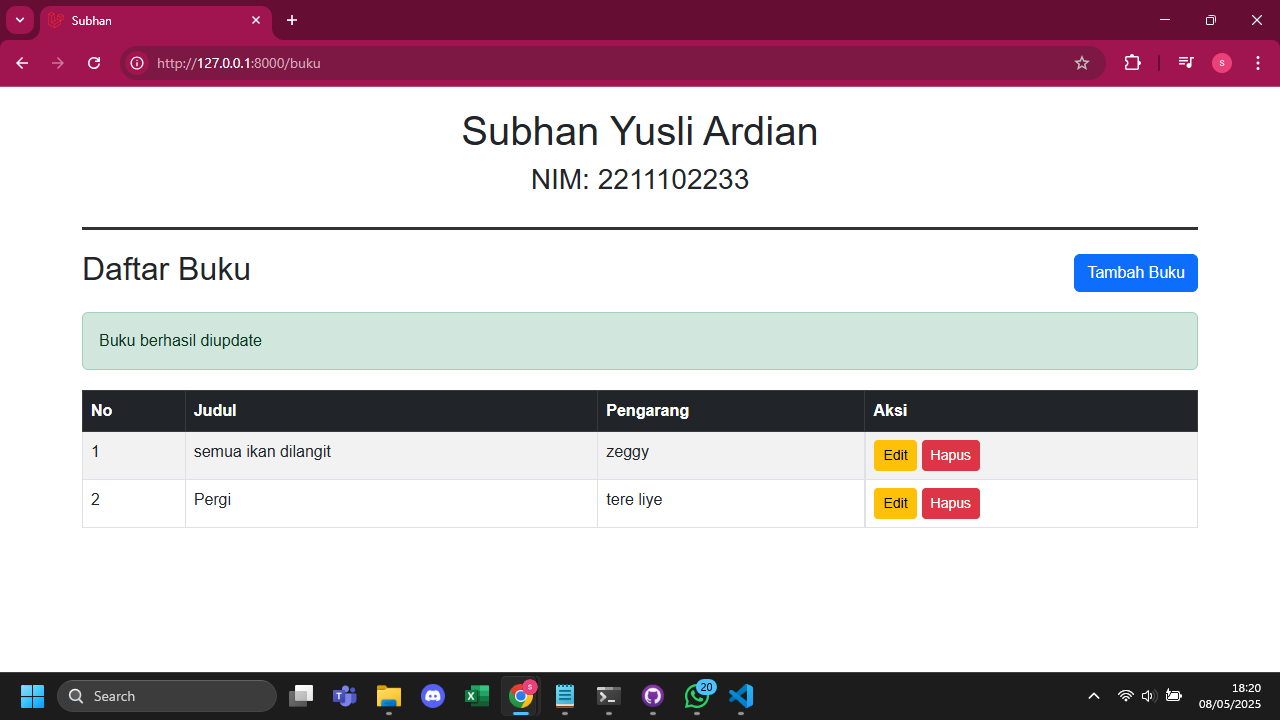 Subhan
http://127.0.0.1:8000/buku
s
Subhan Yusli Ardian
NIM: 2211102233
Daftar Buku
Tambah Buku
Buku berhasil diupdate
No Judul Pengarang Aksi
1 semua ikan dilangit zeggy Edit Hapus
2 Pergi tere liye Edit Hapus
Search
s
20
18:20
08/05/2025